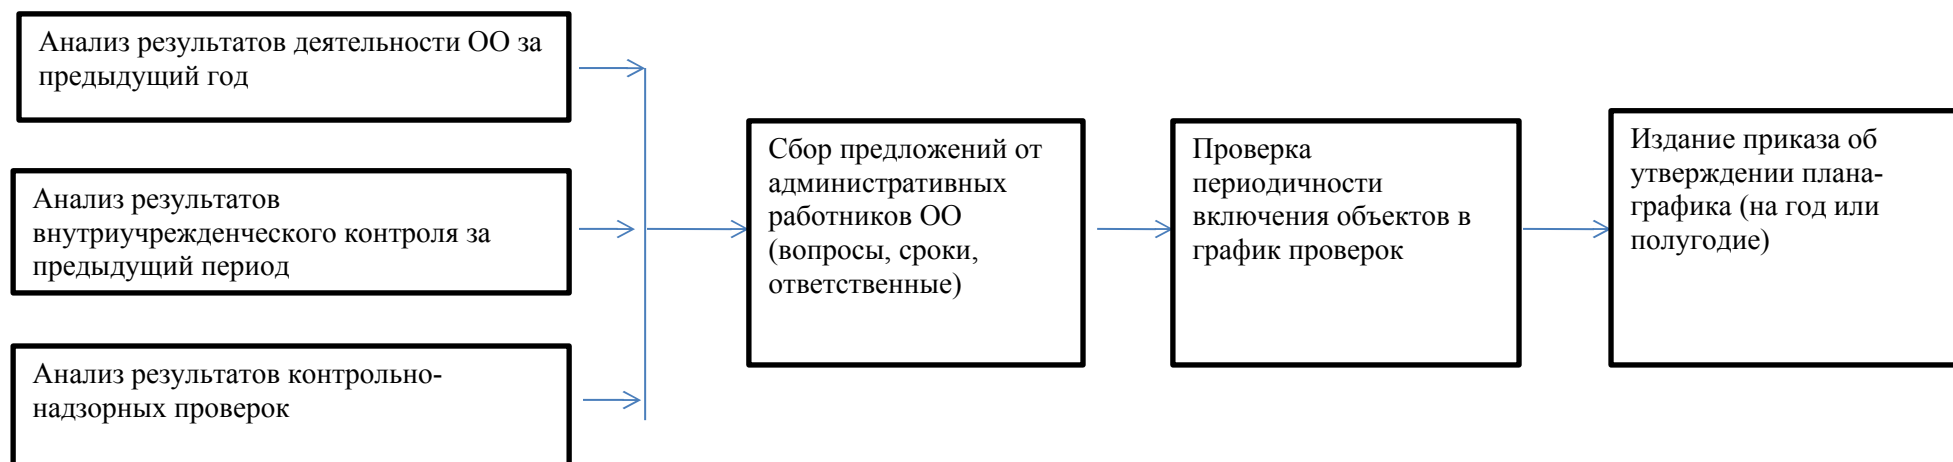 Анализ результатов деятельности ОО за
предыдущий год
Анализ результатов
внутриучрежденческого контроля за
предыдущий период
Анализ результатов контрольно-
надзорных проверок
Сбор предложений от
административных
работников ОО
(вопросы, сроки,
ответственные)
Проверка
периодичности
включения объектов в
график проверок
Издание приказа об
утверждении плана-
графика (на год или
полугодие)